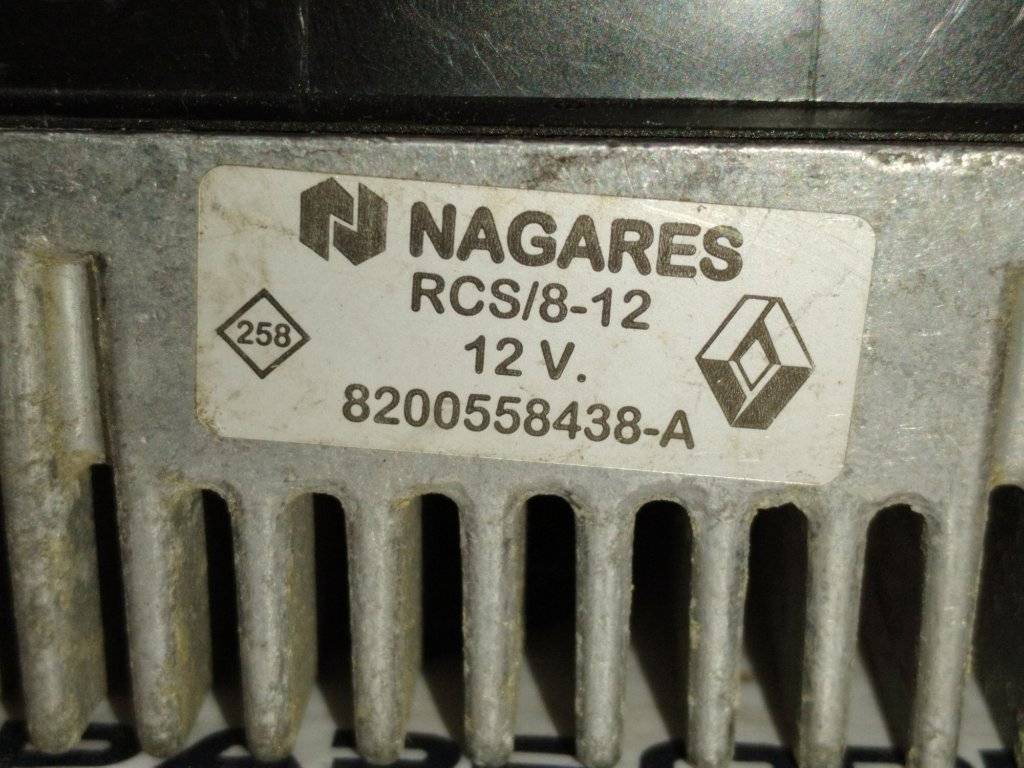 NAGARES
RCS/8-12
258
12 V.
8200558438-A